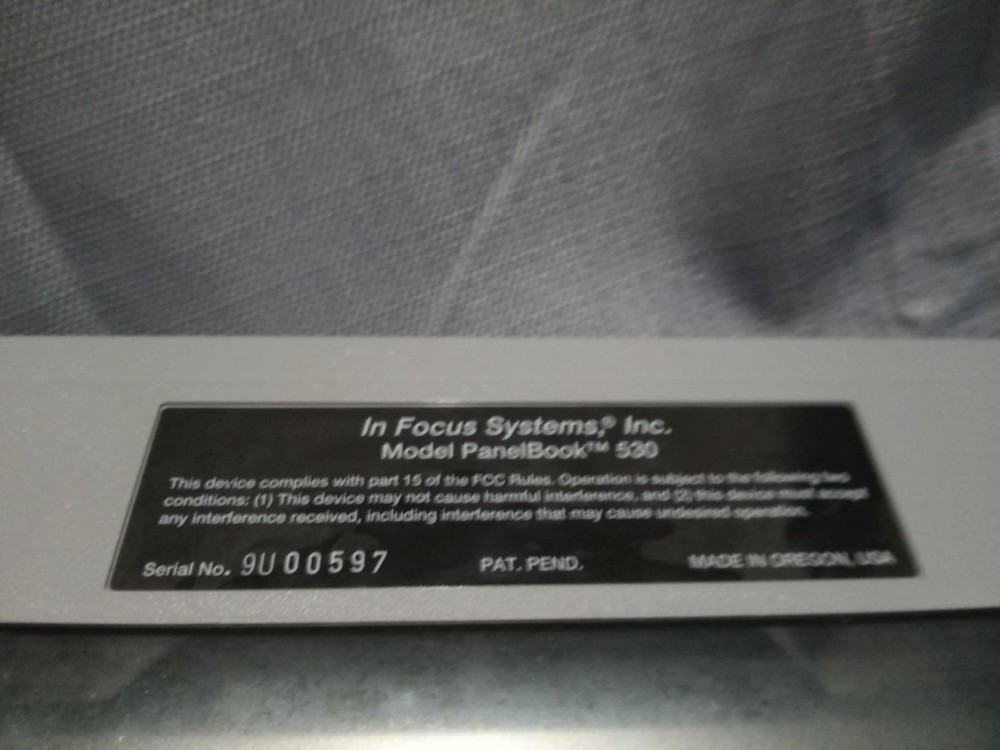 In Focus Systems,® Inc.
Model PanelBook™ 530
This device complies with part 15 of the FCC Rules. Operation is subject to the following two
conditions: (1) This device may not cause harmful interference, and (2) this device must accept
any interference received, including interference that may cause undesired operation.
Serial No. 9U00597 PAT. PEND. MADE IN OREGON, USA